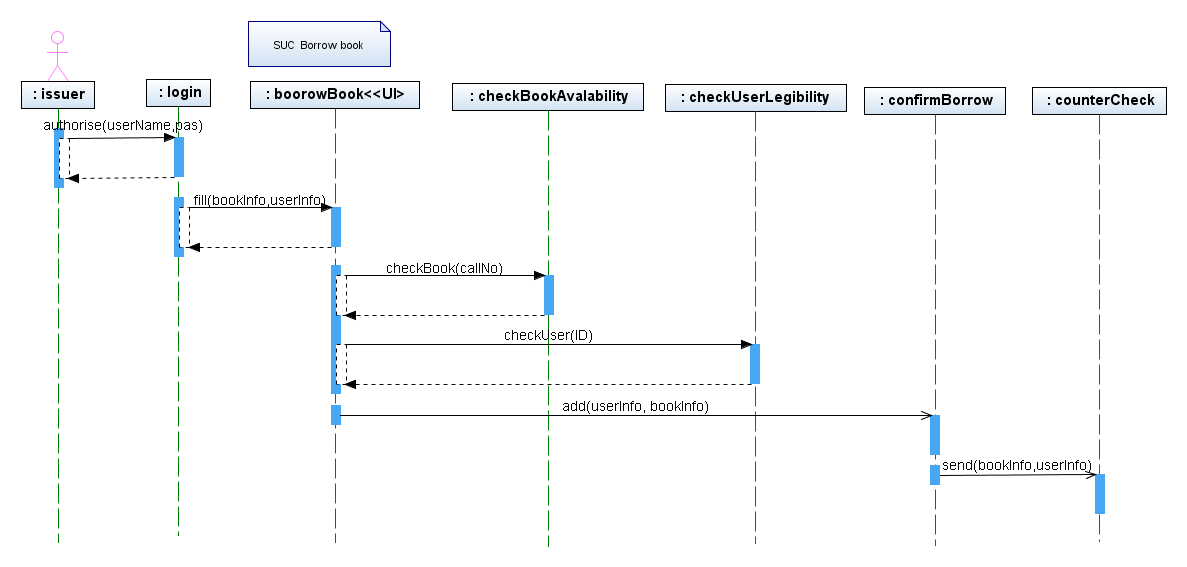 SUC Borrow book
: issuer
: login
: boorowBook<<UI>
: checkBookAvalability
: checkUserLegibility
: confirmBorrow
: counterCheck
authorise(userName,pas)
fill(bookInfo,userInfo)
checkBook(callNo)
checkUser(ID)
add(userInfo, bookInfo)
send(bookInfo,userInfo)